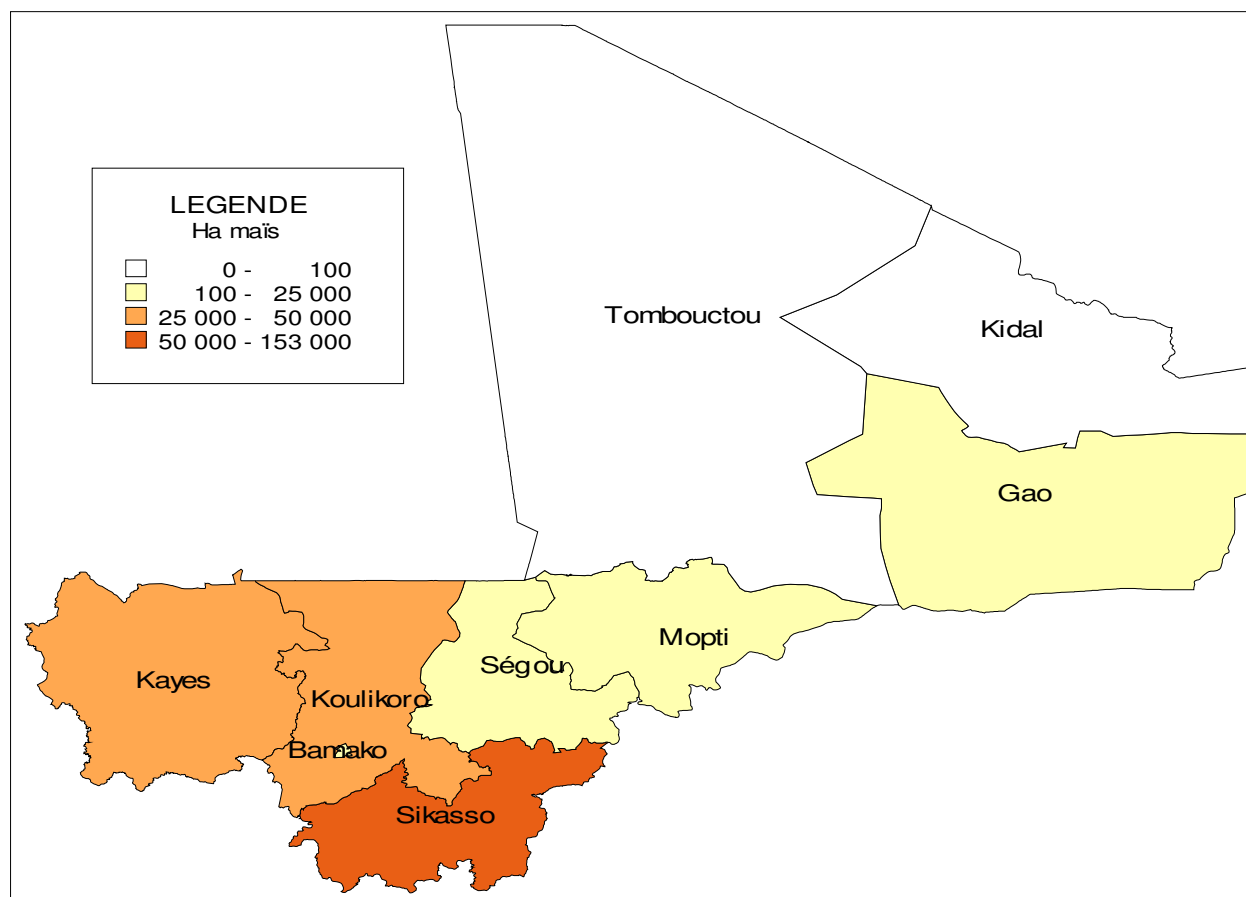 LEGENDE
Ha maïs
0 - 100
100 - 25 000
25 000 - 50 000
50 000 - 153 000
Tombouctou
Kidal
Gao
Mopti
Ségou
Kayes
Koulikoro
Bamako
Sikasso